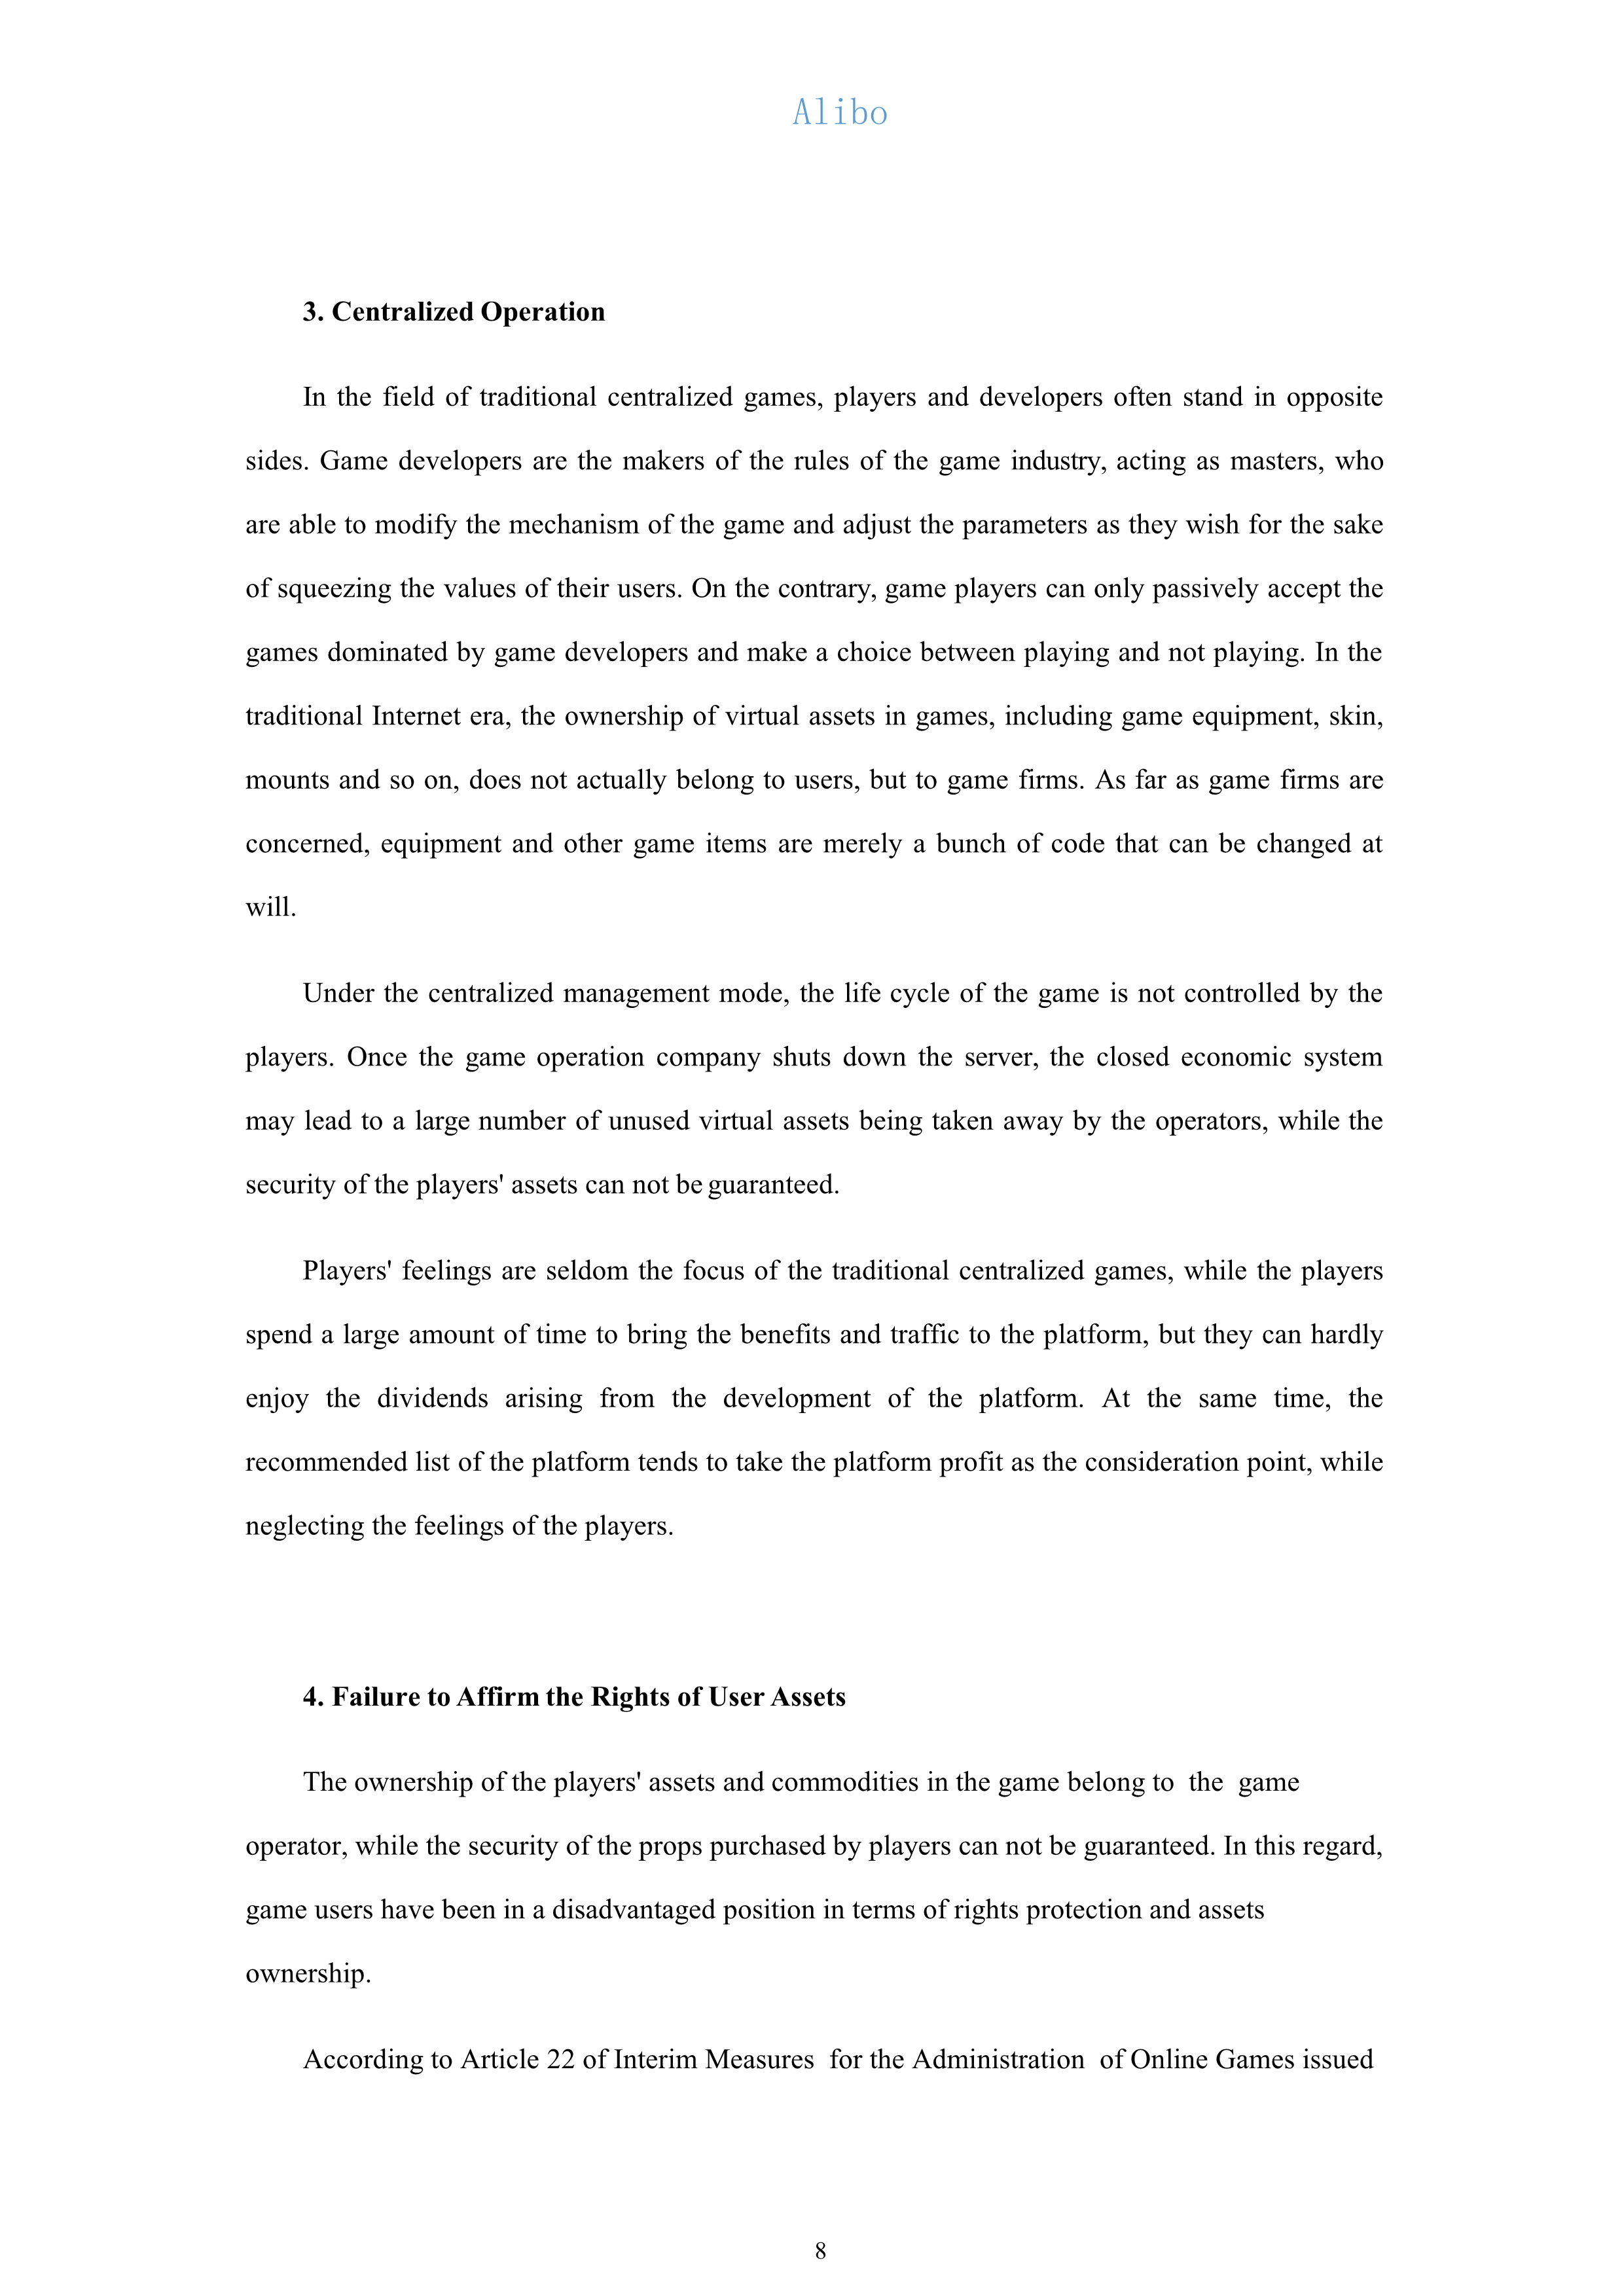 Alibo
3. Centralized Operation
In the field of traditional centralized games, players and developers often stand in opposite
sides. Game developers are the makers of the rules of the game industry, acting as masters, who
are able to modify the mechanism of the game and adjust the parameters as they wish for the sake
of squeezing the values of their users. On the contrary, game players can only passively accept the
games dominated by game developers and make a choice between playing and not playing. In the
traditional Internet era, the ownership of virtual assets in games, including game equipment, skin,
mounts and so on, does not actually belong to users, but to game firms. As far as game firms are
concerned, equipment and other game items are merely a bunch of code that can be changed at
will.
Under the centralized management mode, the life cycle of the game is not controlled by the
players. Once the game operation company shuts down the server, the closed economic system
may lead to a large number of unused virtual assets being taken away by the operators, while the
security of the players' assets can not be guaranteed.
Players' feelings are seldom the focus of the traditional centralized games, while the players
spend a large amount of time to bring the benefits and traffic to the platform, but they can hardly
enjoy the dividends arising from the development of the platform. At the same time, the
recommended list of the platform tends to take the platform profit as the consideration point, while
neglecting the feelings of the players.
4. Failure to Affirm the Rights of User Assets
The ownership of the players' assets and commodities in the game belong to the game
operator, while the security of the props purchased by players can not be guaranteed. In this regard,
game users have been in a disadvantaged position in terms of rights protection and assets
ownership.
According to Article 22 of Interim Measures for the Administration of Online Games issued
8